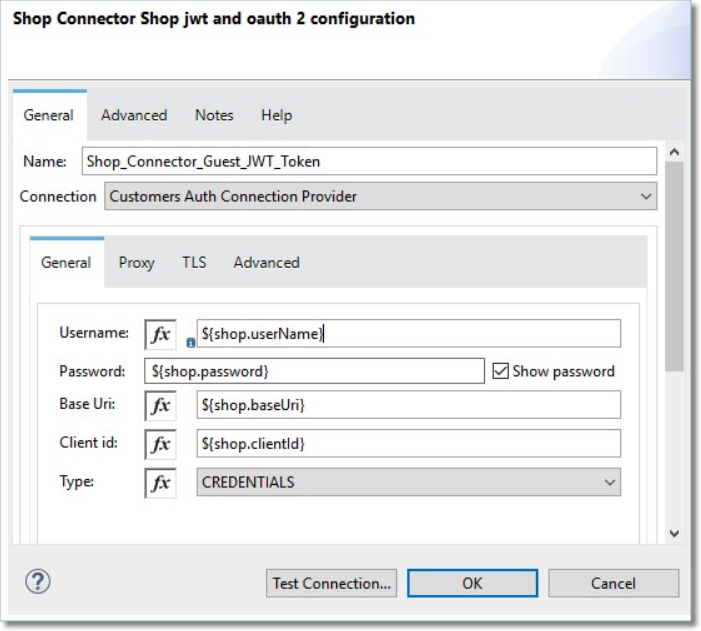 Shop Connector Shop jwt and oauth 2 configuration
General Advanced Notes Help
Name: Shop_Connector_Guest_JWT_Token
Connection Customers Auth Connection Provider
General Proxy TLS Advanced
Username: fx i ${shop.userName}
Password: ${shop.password} Show password
Base Uri: fx ${shop.baseUri}
Client id: fx ${shop.clientId}
Type: fx CREDENTIALS
? Test Connection... OK Cancel